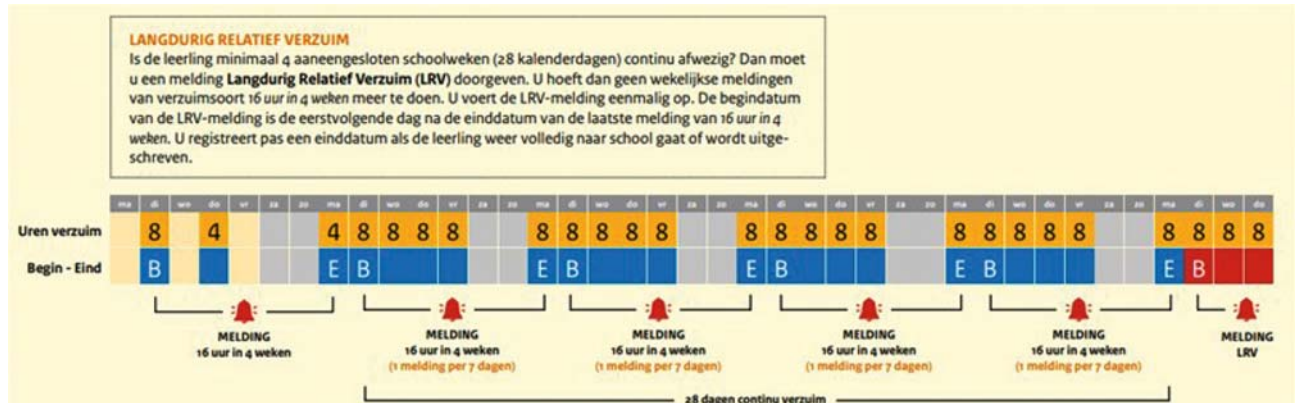 LANGDURIG RELATIEF VERZUIM
Is de leerling minimaal 4 aaneengesloten schoolweken (28 kalenderdagen) continu afwezig? Dan moet
u een melding Langdurig Relatief Verzuim (LRV) doorgeven. U hoeft dan geen wekelijkse meldingen
van verzuimsoort 16 uur in 4 weken meer te doen. U voert de LRV-melding eenmalig op. De begindatum
van de LRV-melding is de eerstvolgende dag na de einddatum van de laatste melding van 16 uur in 4
weken. U registreert pas een einddatum als de leerling weer volledig naar school gaat of wordt uitge-
schreven.
ma di wo do vr za zo ma di wo do vr za zo ma di wo do vr za zo ma di wo do vr za zo ma di wo do vr za zo ma di wo do
Uren verzuim 8 4 4 8 8 8 8 8 8 8 8 8 8 8 8 8 8 8 8 8 8 8 8 8 8 8
Begin - Eind B E B E B E B E B E B
MELDING MELDING MELDING MELDING MELDING MELDING
16 uur in 4 weken 16 uur in 4 weken 16 uur in 4 weken 16 uur in 4 weken 16 uur in 4 weken LRV
(1 melding per 7 dagen) (1 melding per 7 dagen) (1 melding per 7 dagen) (1 melding per 7 dagen)
28 dagen continu verzuim